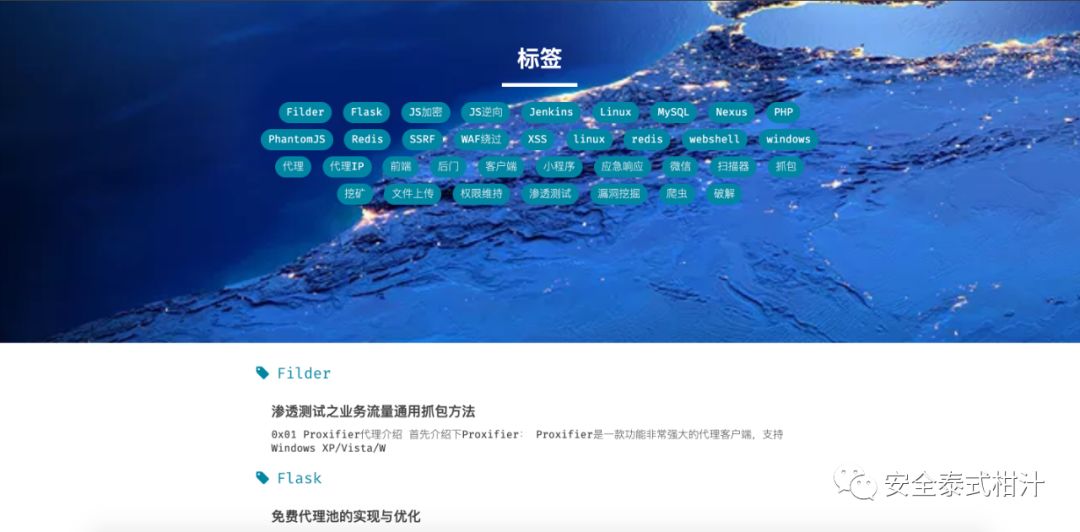 标签
Filder Flask JS加密 JS逆向 Jenkins Linux MySQL Nexus PHP
PhantomJS Redis SSRF WAF绕过 XSS linux redis webshell windows
代理 代理IP 前端 后门 客户端 小程序 应急响应 微信 扫描器 抓包
挖矿 文件上传 权限维持 渗透测试 漏洞挖掘 爬虫 破解
Filder
渗透测试之业务流量通用抓包方法
0x01 Proxifier代理介绍 首先介绍下Proxifier： Proxifier是一款功能非常强大的代理客户端，支持
Windows XP/Vista/W
Flask
免费代理池的实现与优化
安全泰式柑汁